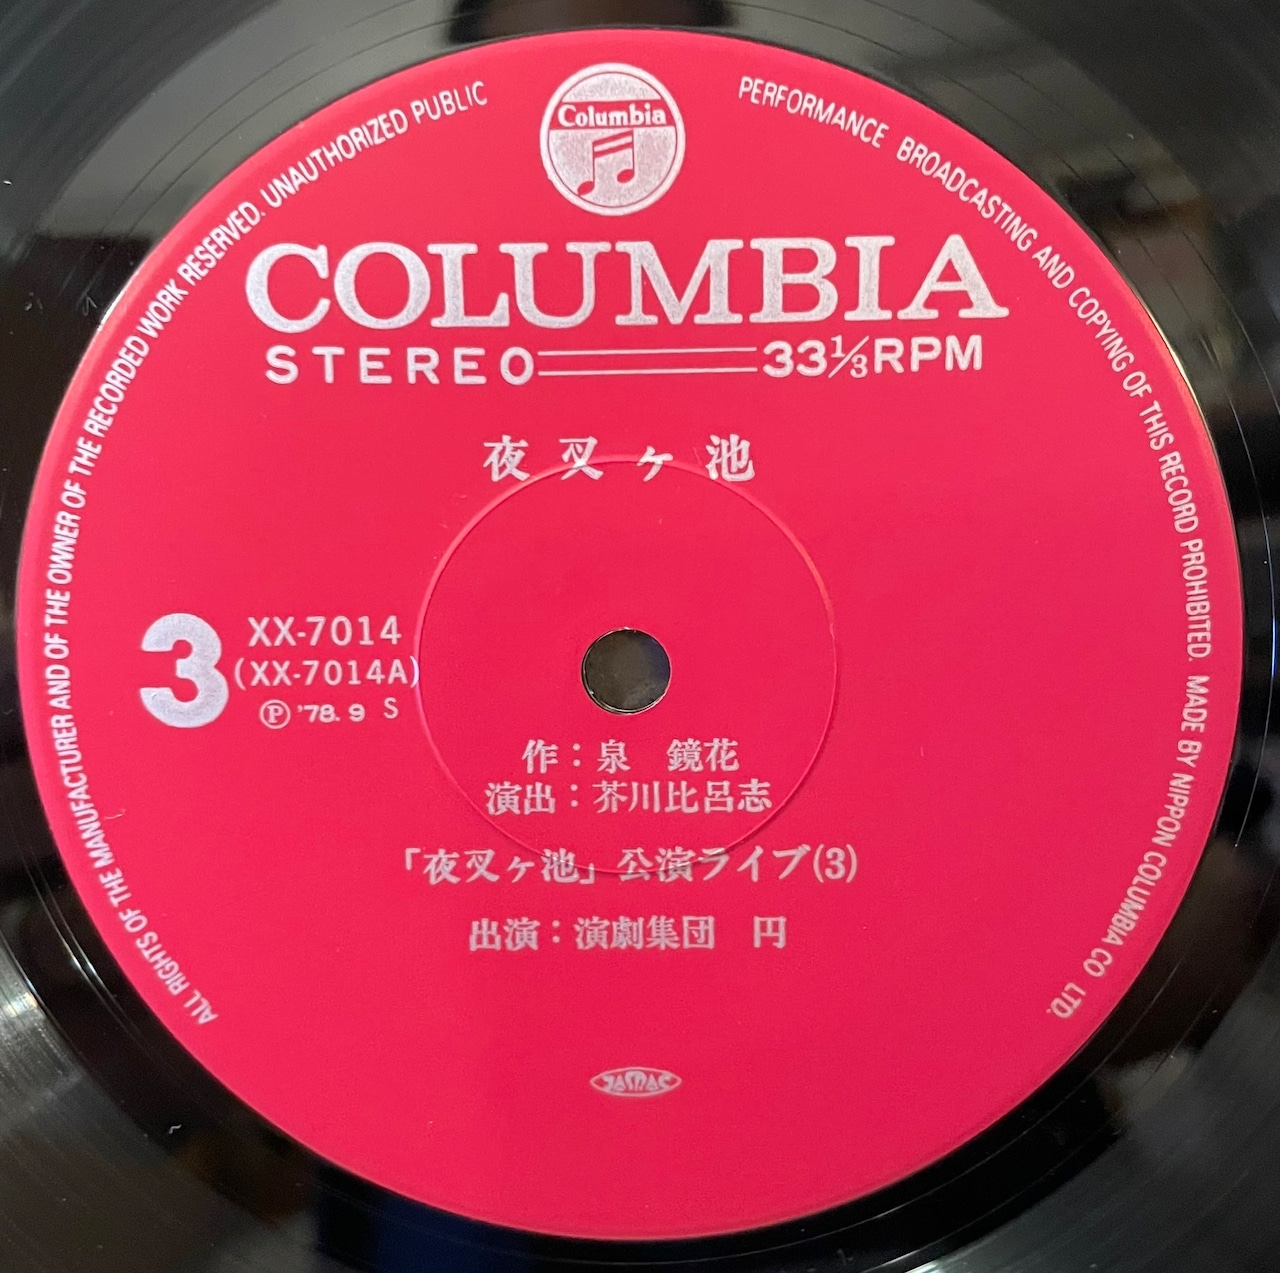 ALL RIGHTS OF THE MANUFACTURER AND OF THE OWNER OF THE RECORDED WORK RESERVED. UNAUTHORIZED PUBLIC PERFORMANCE BROADCASTING AND COPYING OF THIS RECORD PROHIBITED. MADE BY NIPPON COLUMBIA CO LTD.
Columbia
COLUMBIA
STEREO 33⅓RPM
夜叉ヶ池
3
XX-7014
(XX-7014A)
Ⓟ '78. 9 S
作：泉 鏡花
演出：芥川比呂志
「夜叉ヶ池」公演ライブ(3)
出演：演劇集団 円
JASRAC